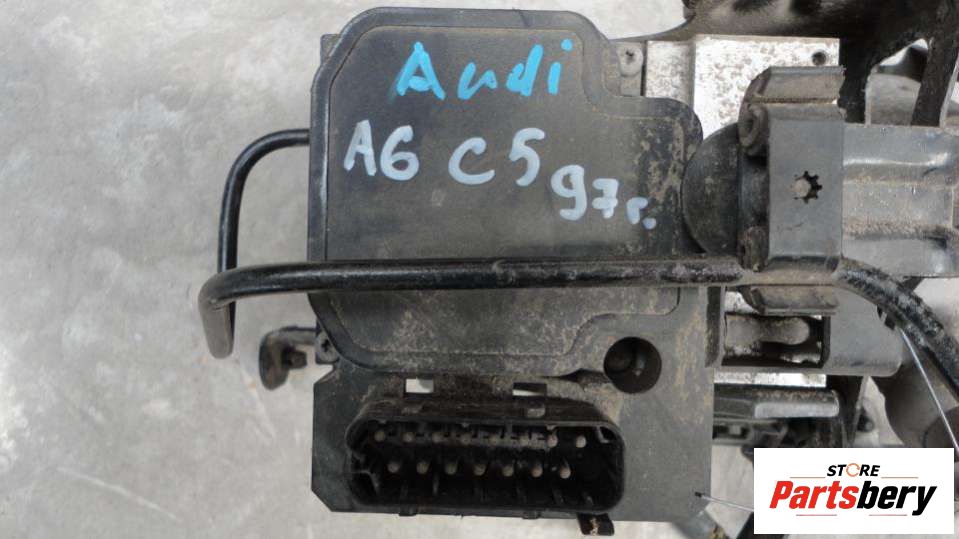 Audi
A6 C5 97г.
STORE
Partsbery